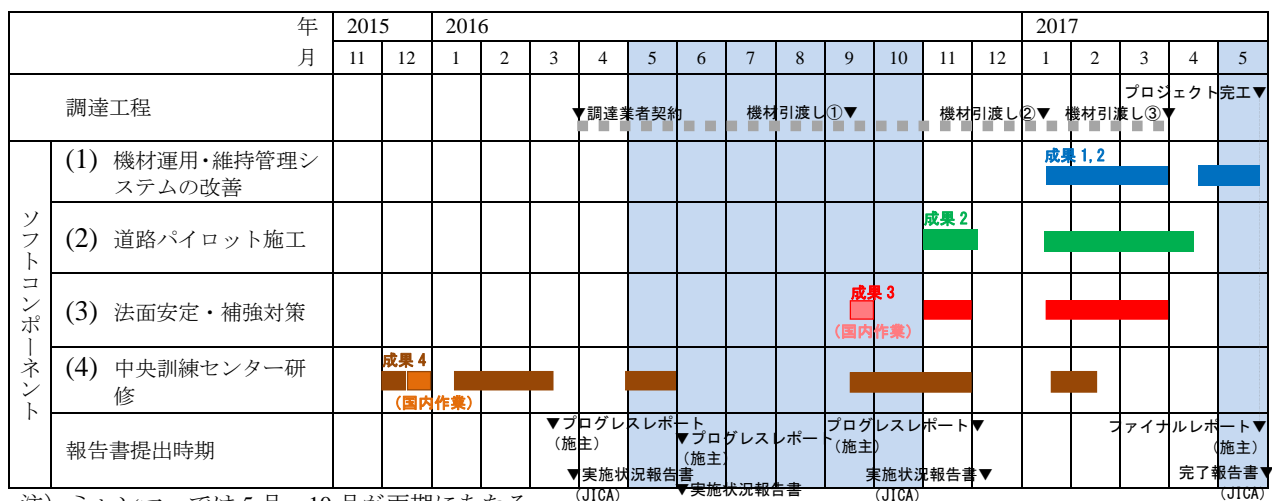 年 2015 2016 2017
月 11 12 1 2 3 4 5 6 7 8 9 10 11 12 1 2 3 4 5
調達工程
プロジェクト完工▼
▼調達業者契約 機材引渡し①▼ 機材引渡し②▼ 機材引渡し③▼
ソフトコンポーネント
(1) 機材運用・維持管理シ
ステムの改善
成果 1, 2
(2) 道路パイロット施工
成果 2
(3) 法面安定・補強対策
成果 3
(国内作業)
(4) 中央訓練センター研
修
成果 4
(国内作業)
報告書提出時期
▼プログレスレポート
(施主)
▼プログレスレポート
(施主)
プログレスレポート▼
(施主)
ファイナルレポート▼
(施主)
▼実施状況報告書
(JICA)
▼実施状況報告書
実施状況報告書▼
(JICA)
完了報告書▼
(JICA)